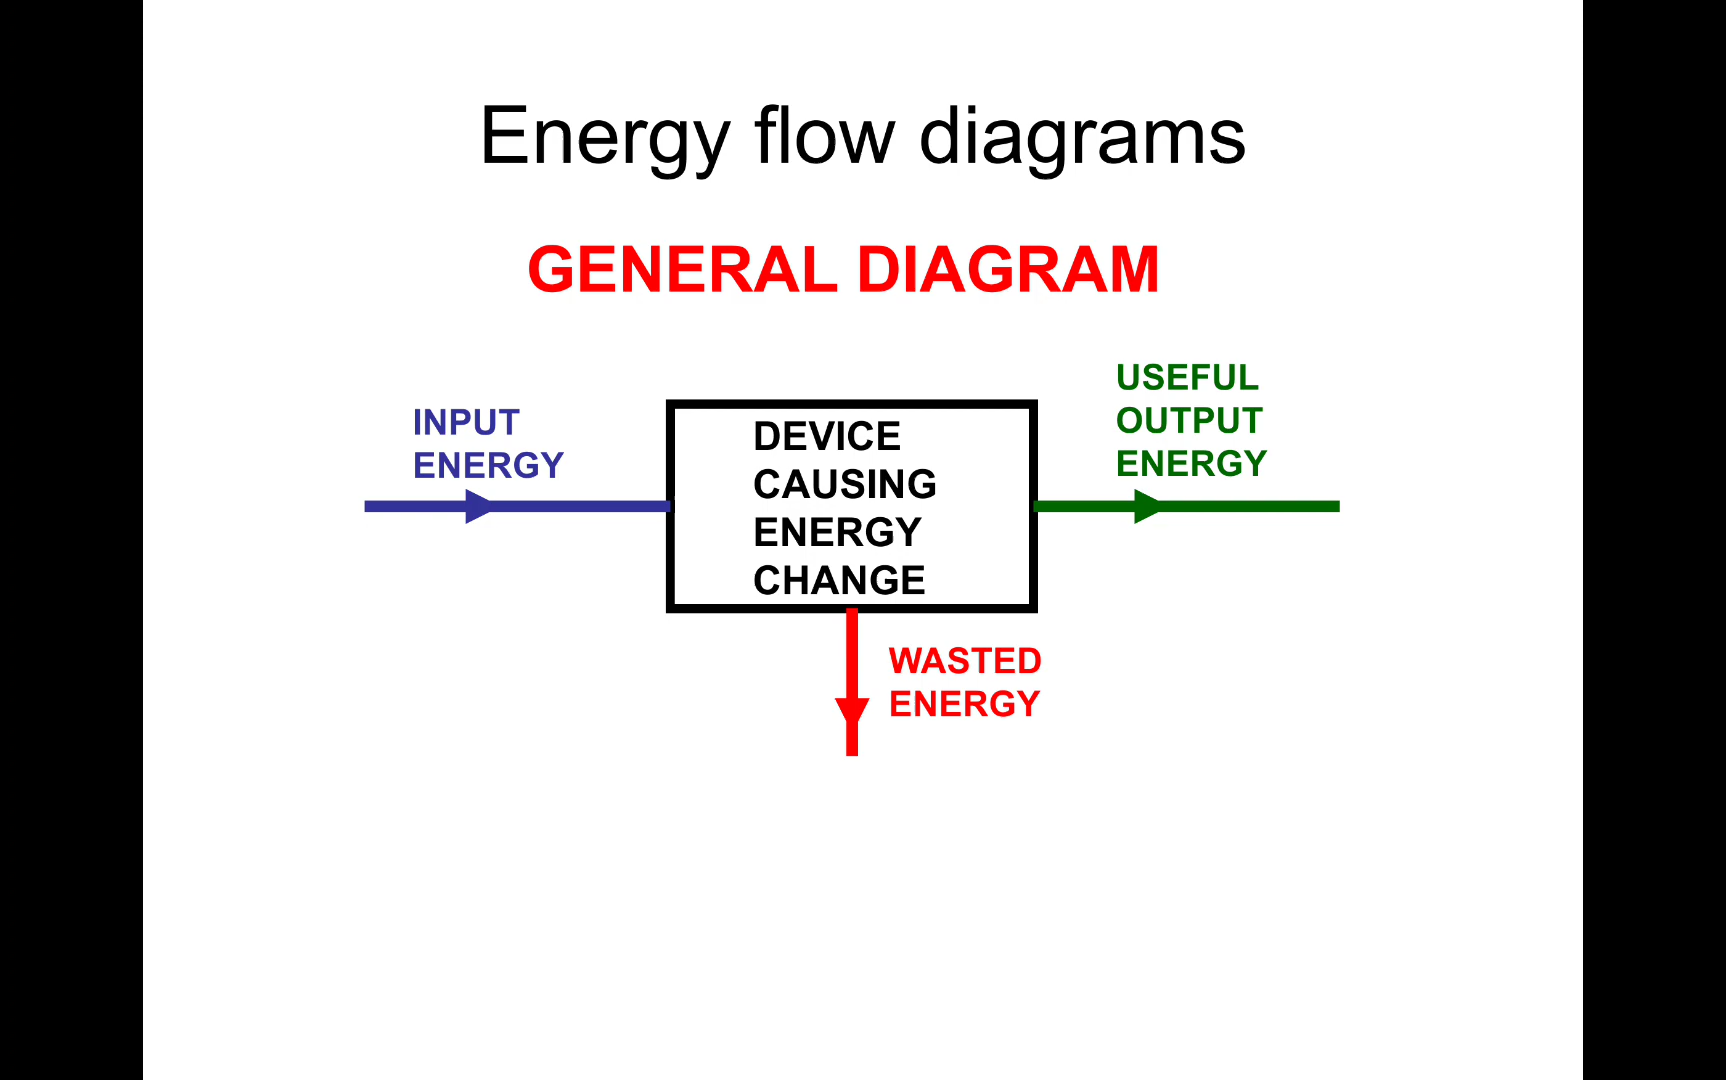 Energy flow diagrams
GENERAL DIAGRAM
INPUT
ENERGY
DEVICE
CAUSING
ENERGY
CHANGE
USEFUL
OUTPUT
ENERGY
WASTED
ENERGY